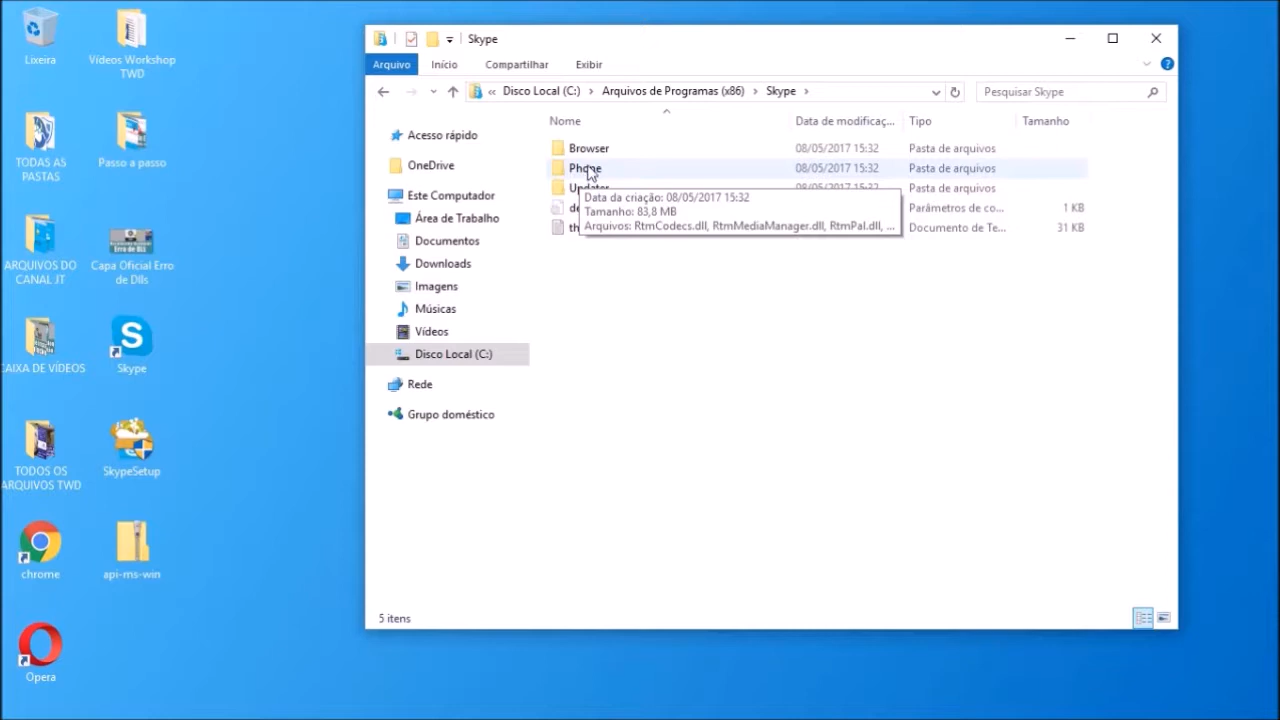 Lixeira
Vídeos Workshop
TWD
TODAS AS
PASTAS
Passo a passo
ARQUIVOS DO
CANAL JT
Capa Oficial Erro
de Dlls
CAIXA DE VÍDEOS
Skype
TODOS OS
ARQUIVOS TWD
SkypeSetup
chrome
api-ms-win
Opera
Skype
Arquivo Início Compartilhar Exibir
« Disco Local (C:) › Arquivos de Programas (x86) › Skype ›
Pesquisar Skype
Acesso rápido
OneDrive
Este Computador
Área de Trabalho
Documentos
Downloads
Imagens
Músicas
Vídeos
Disco Local (C:)
Rede
Grupo doméstico
Nome Data de modificaç... Tipo Tamanho
Browser 08/05/2017 15:32 Pasta de arquivos
Phone 08/05/2017 15:32 Pasta de arquivos
Updater 08/05/2017 15:32 Pasta de arquivos
Parâmetros de co... 1 KB
Documento de Te... 31 KB
Data da criação: 08/05/2017 15:32
Tamanho: 83,8 MB
Arquivos: RtmCodecs.dll, RtmMediaManager.dll, RtmPal.dll, ...
5 itens